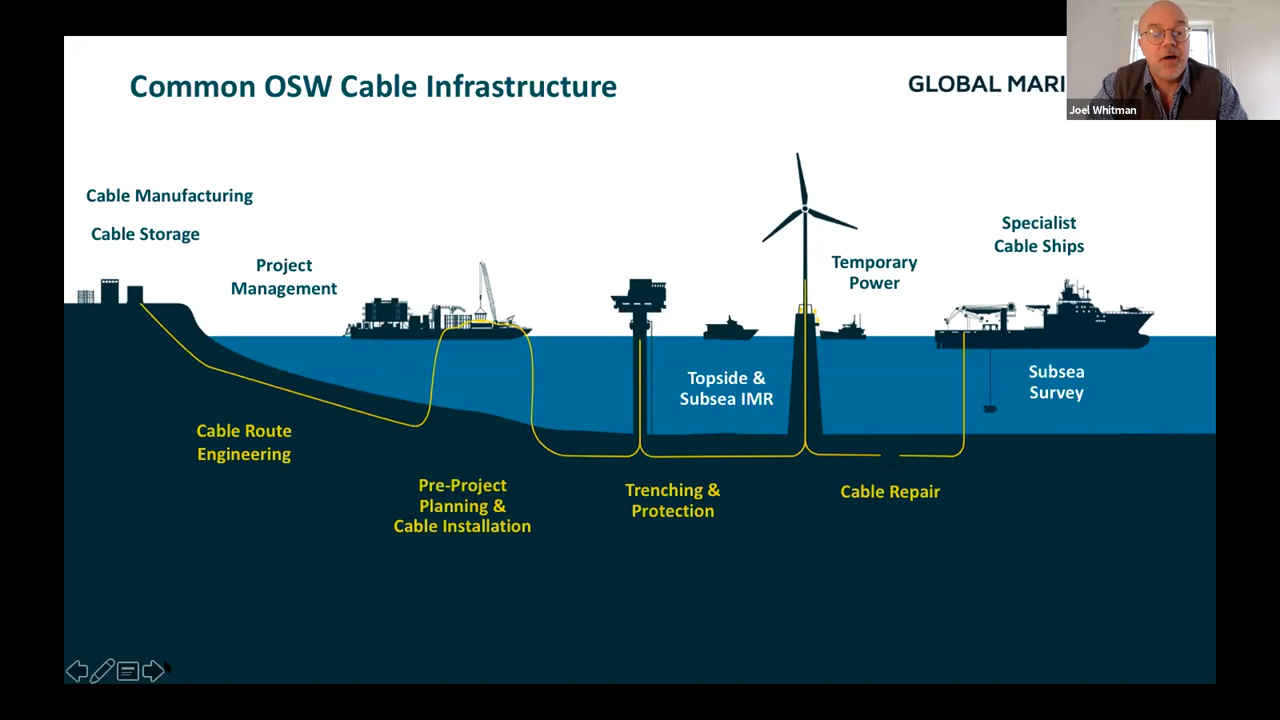 Common OSW Cable Infrastructure
GLOBAL MARI
Joel Whitman
Cable Manufacturing
Cable Storage
Project
Management
Temporary
Power
Specialist
Cable Ships
Topside &
Subsea IMR
Subsea
Survey
Cable Route
Engineering
Pre-Project
Planning &
Cable Installation
Trenching &
Protection
Cable Repair